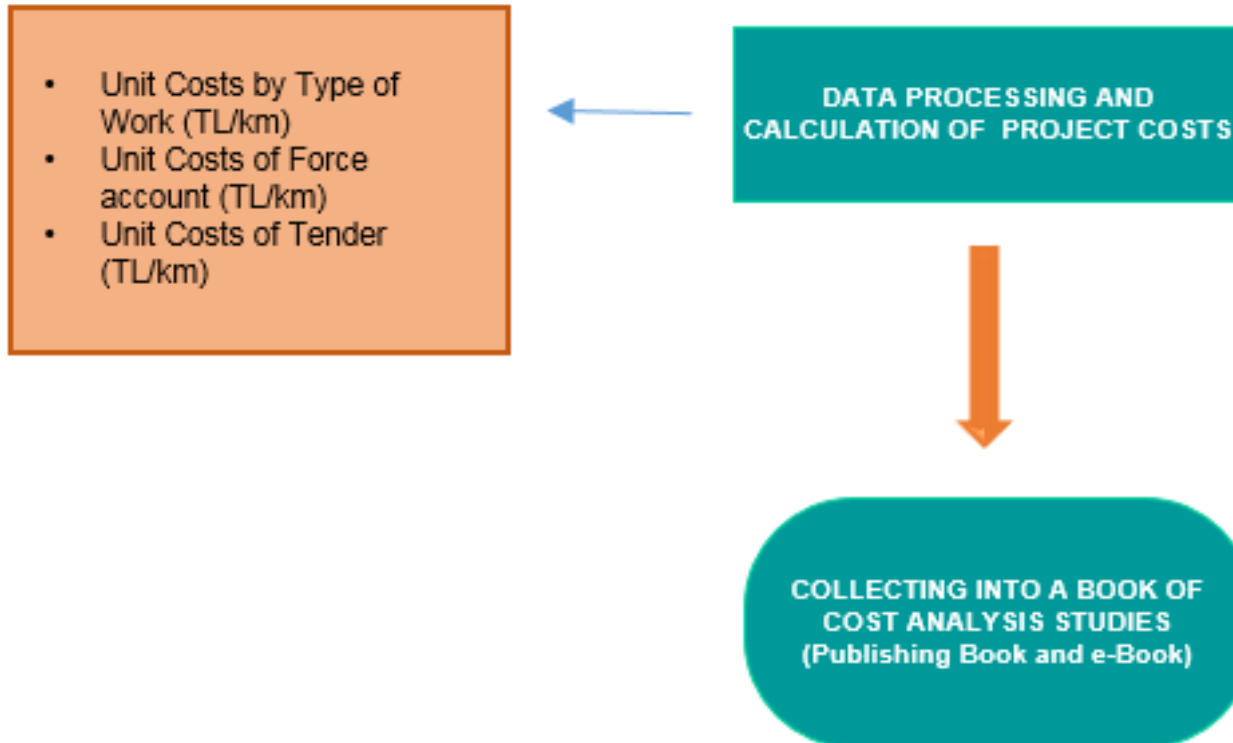 • Unit Costs by Type of
Work (TL/km)
• Unit Costs of Force
account (TL/km)
• Unit Costs of Tender
(TL/km)
DATA PROCESSING AND
CALCULATION OF PROJECT COSTS
COLLECTING INTO A BOOK OF
COST ANALYSIS STUDIES
(Publishing Book and e-Book)